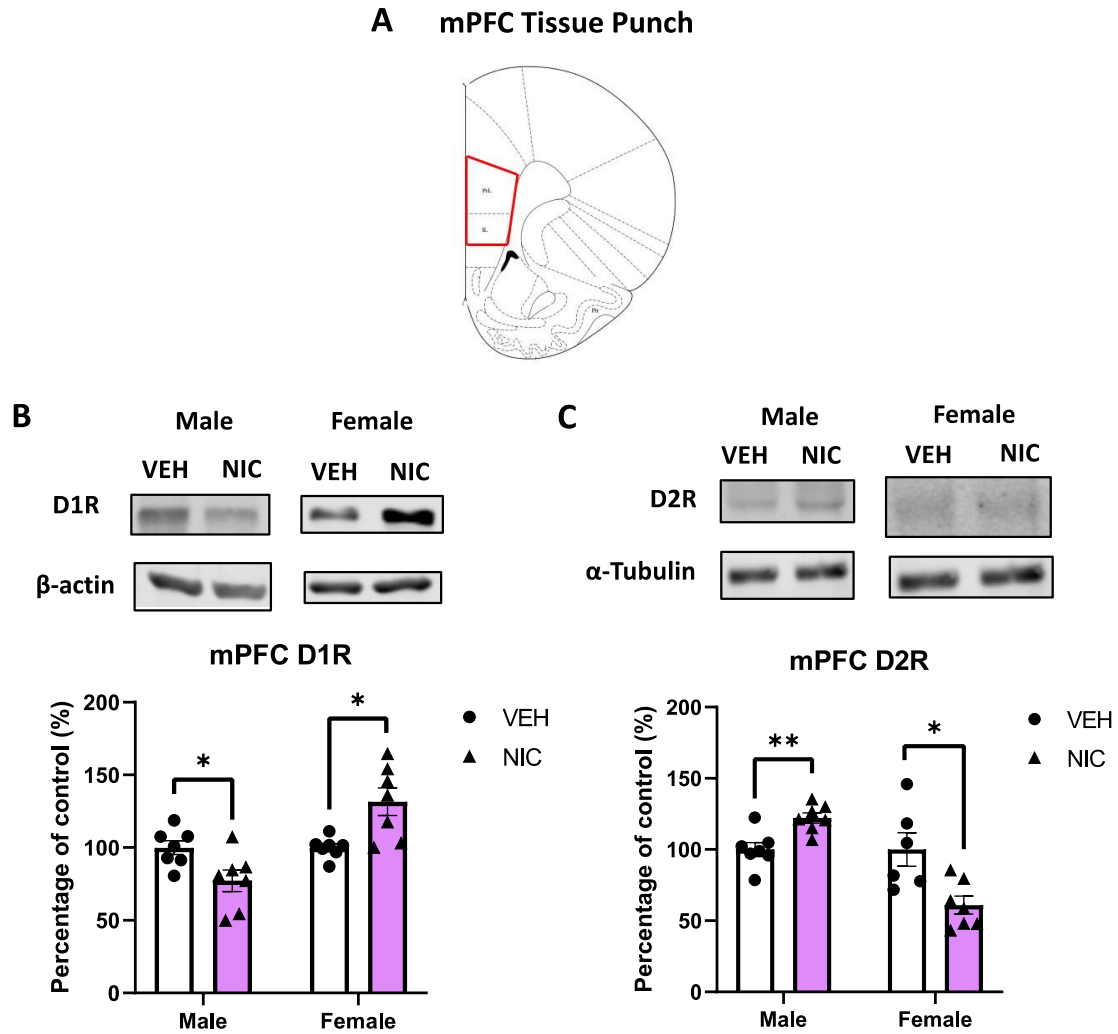 A mPFC Tissue Punch
PrL
IL
Pir
B
Male Female
VEH NIC VEH NIC
D1R
β-actin
mPFC D1R
Percentage of control (%)
200
150
100
50
0
* *
VEH
NIC
Male Female
C
Male Female
VEH NIC VEH NIC
D2R
α-Tubulin
mPFC D2R
Percentage of control (%)
200
150
100
50
0
** *
VEH
NIC
Male Female